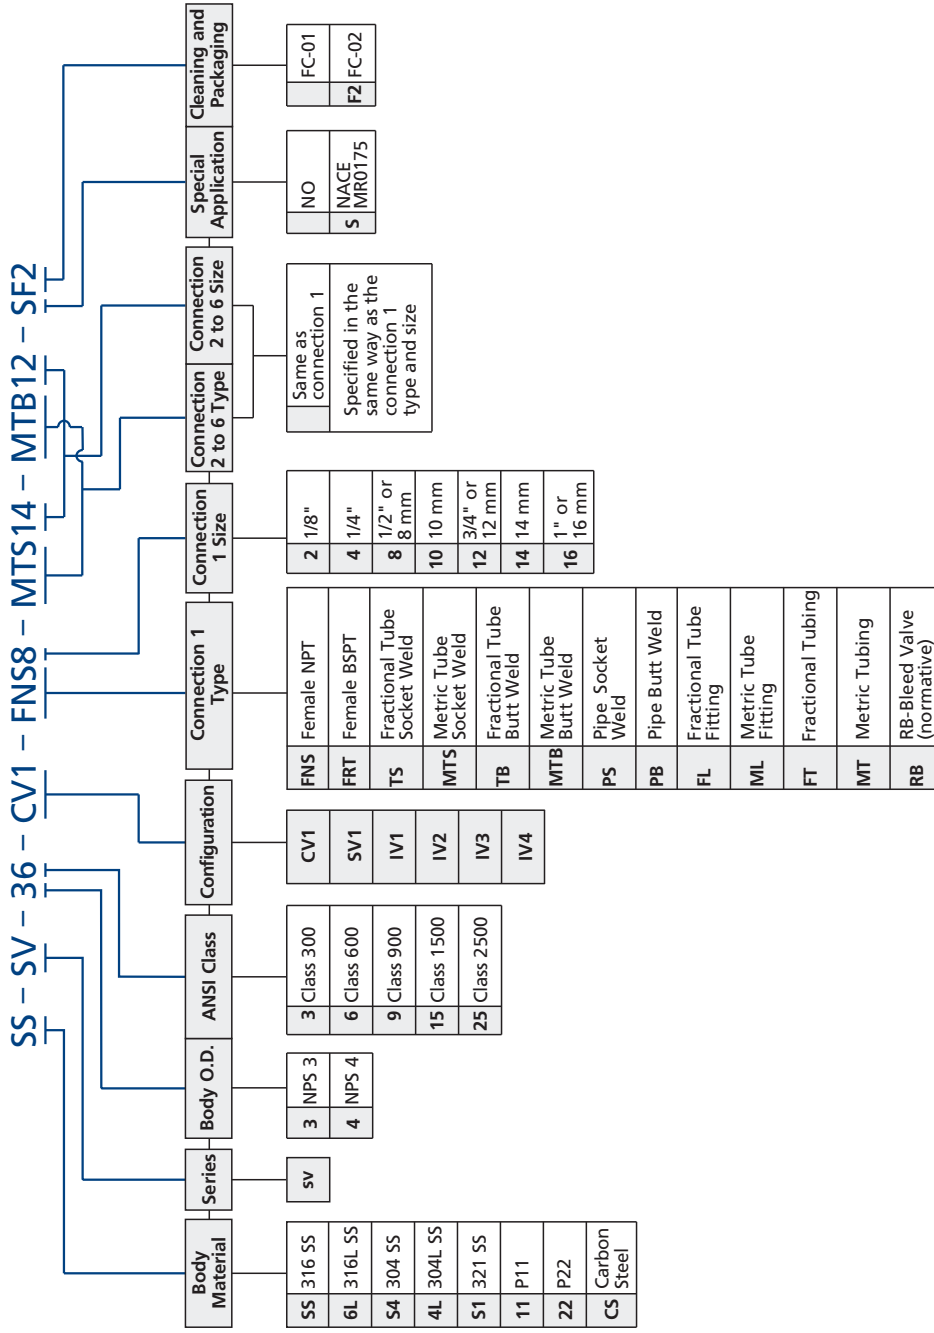 SS – SV – 36 – CV1 – FNS8 – MTS14 – MTB12 – SF2
Body
Material
SS 316 SS
6L 316L SS
S4 304 SS
4L 304L SS
S1 321 SS
11 P11
22 P22
CS Carbon
Steel
Series
SV
Body O.D.
3 NPS 3
4 NPS 4
ANSI Class
3 Class 300
6 Class 600
9 Class 900
15 Class 1500
25 Class 2500
Configuration
CV1
SV1
IV1
IV2
IV3
IV4
Connection 1
Type
FNS Female NPT
FRT Female BSPT
TS Fractional Tube
Socket Weld
MTS Metric Tube
Socket Weld
TB Fractional Tube
Butt Weld
MTB Metric Tube
Butt Weld
PS Pipe Socket
Weld
PB Pipe Butt Weld
FL Fractional Tube
Fitting
ML Metric Tube
Fitting
FT Fractional Tubing
MT Metric Tubing
RB RB-Bleed Valve
(normative)
Connection
1 Size
2 1/8"
4 1/4"
8 1/2" or
8 mm
10 10 mm
12 3/4" or
12 mm
14 14 mm
16 1" or
16 mm
Connection
2 to 6 Type
Connection
2 to 6 Size
Same as
connection 1
Specified in the
same way as the
connection 1
type and size
Special
Application
NO
S NACE
MR0175
Cleaning and
Packaging
FC-01
F2 FC-02